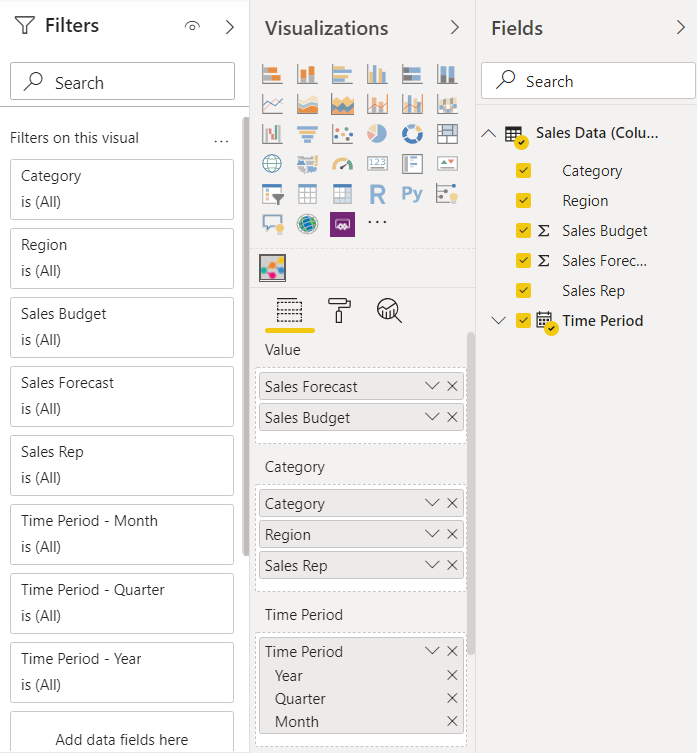 Filters
Search
Filters on this visual
...
Category
is (All)
Region
is (All)
Sales Budget
is (All)
Sales Forecast
is (All)
Sales Rep
is (All)
Time Period - Month
is (All)
Time Period - Quarter
is (All)
Time Period - Year
is (All)
Add data fields here
Visualizations
123
R
Py
...
Value
Sales Forecast
Sales Budget
Category
Category
Region
Sales Rep
Time Period
Time Period
Year
Quarter
Month
Fields
Search
Sales Data (Colu...
Category
Region
Σ Sales Budget
Σ Sales Forec...
Sales Rep
Time Period